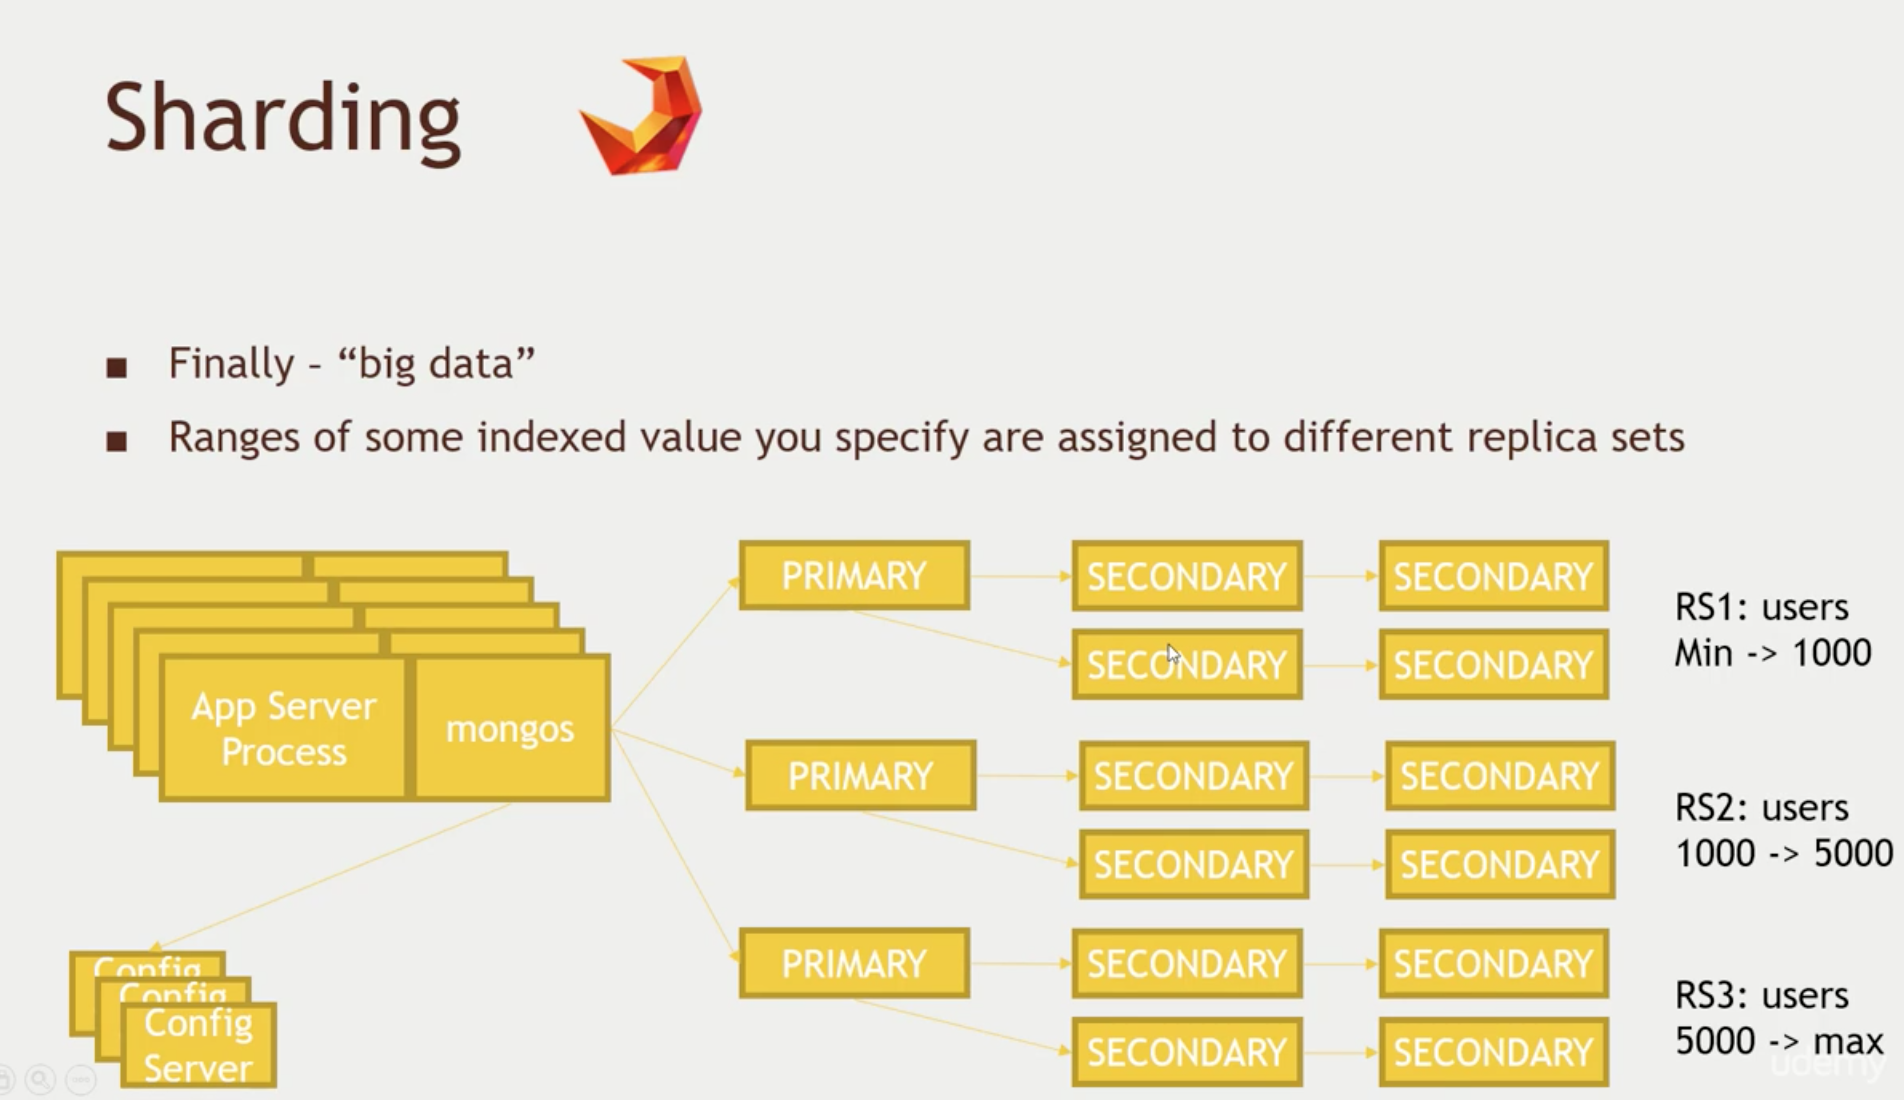 Sharding
■ Finally – “big data”
■ Ranges of some indexed value you specify are assigned to different replica sets
App Server
Process
mongos
Config
Config
Config
Server
PRIMARY
SECONDARY
SECONDARY
SECONDARY
SECONDARY
RS1: users
Min -> 1000
PRIMARY
SECONDARY
SECONDARY
SECONDARY
SECONDARY
RS2: users
1000 -> 5000
PRIMARY
SECONDARY
SECONDARY
SECONDARY
SECONDARY
RS3: users
5000 -> max
udemy